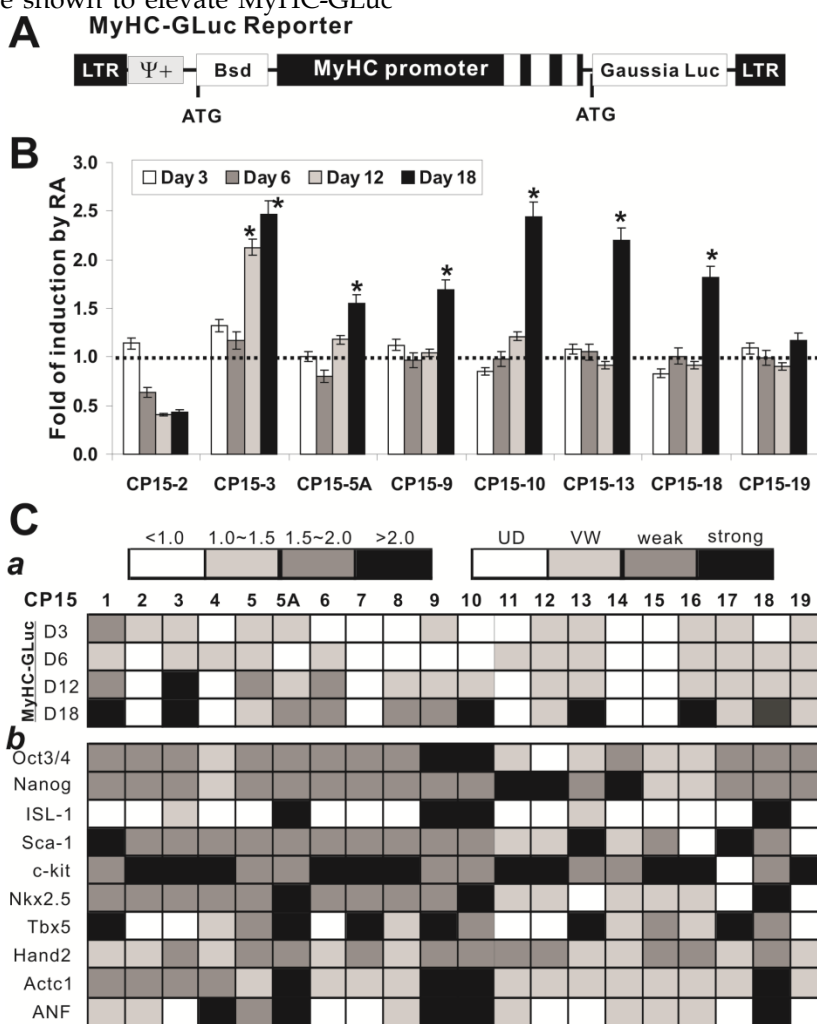 e shown to elevate MyHC-GLuc
MyHC-GLuc Reporter
A
LTR Ψ+ Bsd MyHC promoter Gaussia Luc LTR
ATG ATG
B
Fold of induction by RA
3.0
2.5
2.0
1.5
1.0
0.5
0.0
Day 3 Day 6 Day 12 Day 18
* * * * * * *
CP15-2 CP15-3 CP15-5A CP15-9 CP15-10 CP15-13 CP15-18 CP15-19
C
<1.0 1.0~1.5 1.5~2.0 >2.0 UD VW weak strong
a
CP15 1 2 3 4 5 5A 6 7 8 9 10 11 12 13 14 15 16 17 18 19
MyHC-GLuc
D3
D6
D12
D18
b
Oct3/4
Nanog
ISL-1
Sca-1
c-kit
Nkx2.5
Tbx5
Hand2
Actc1
ANF